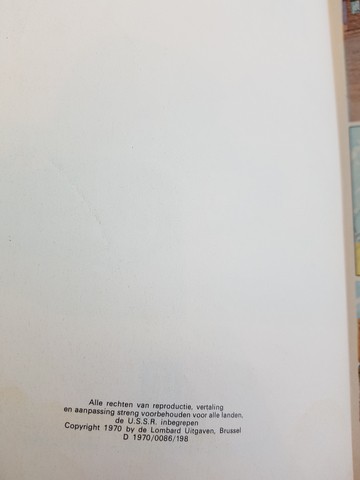 Alle rechten van reproductie, vertaling
en aanpassing streng voorbehouden voor alle landen,
de U.S.S.R. inbegrepen
Copyright 1970 by de Lombard Uitgaven, Brussel
D 1970/0086/198